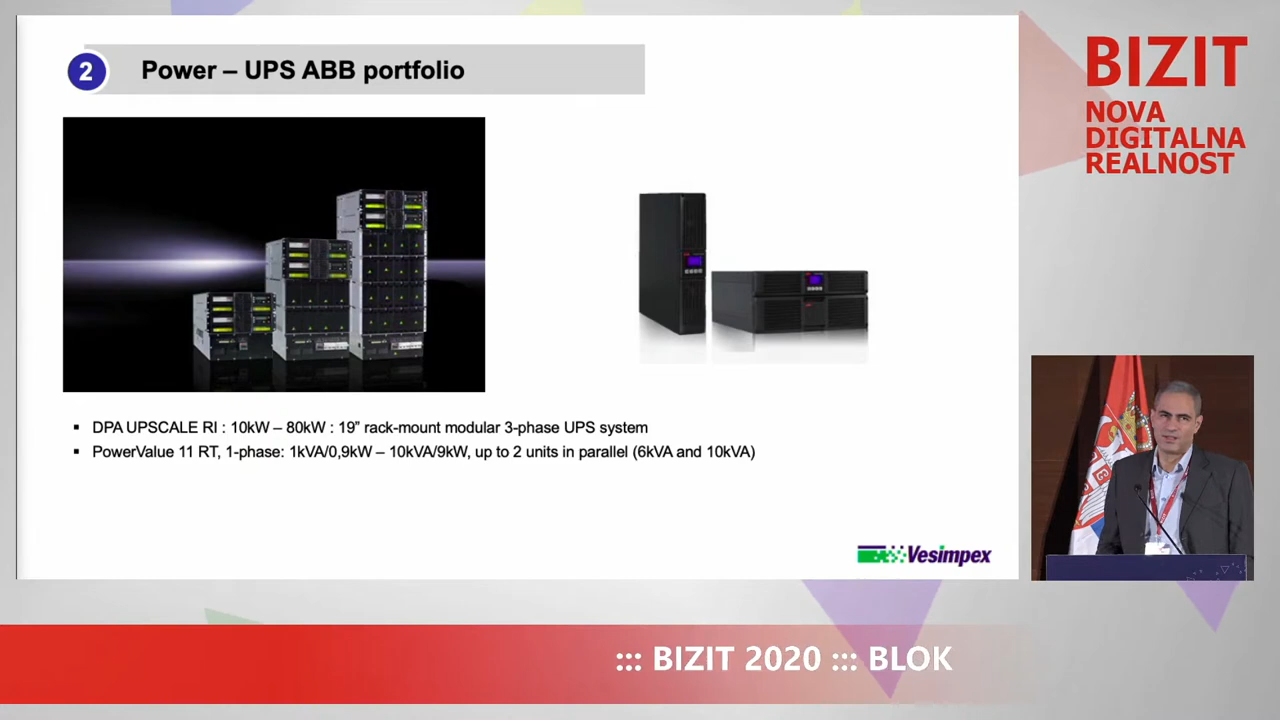 2
Power – UPS ABB portfolio
BIZIT
NOVA
DIGITALNA
REALNOST
▪ DPA UPSCALE RI : 10kW – 80kW : 19” rack-mount modular 3-phase UPS system
▪ PowerValue 11 RT, 1-phase: 1kVA/0,9kW – 10kVA/9kW, up to 2 units in parallel (6kVA and 10kVA)
Vesimpex
::: BIZIT 2020 ::: BLOK